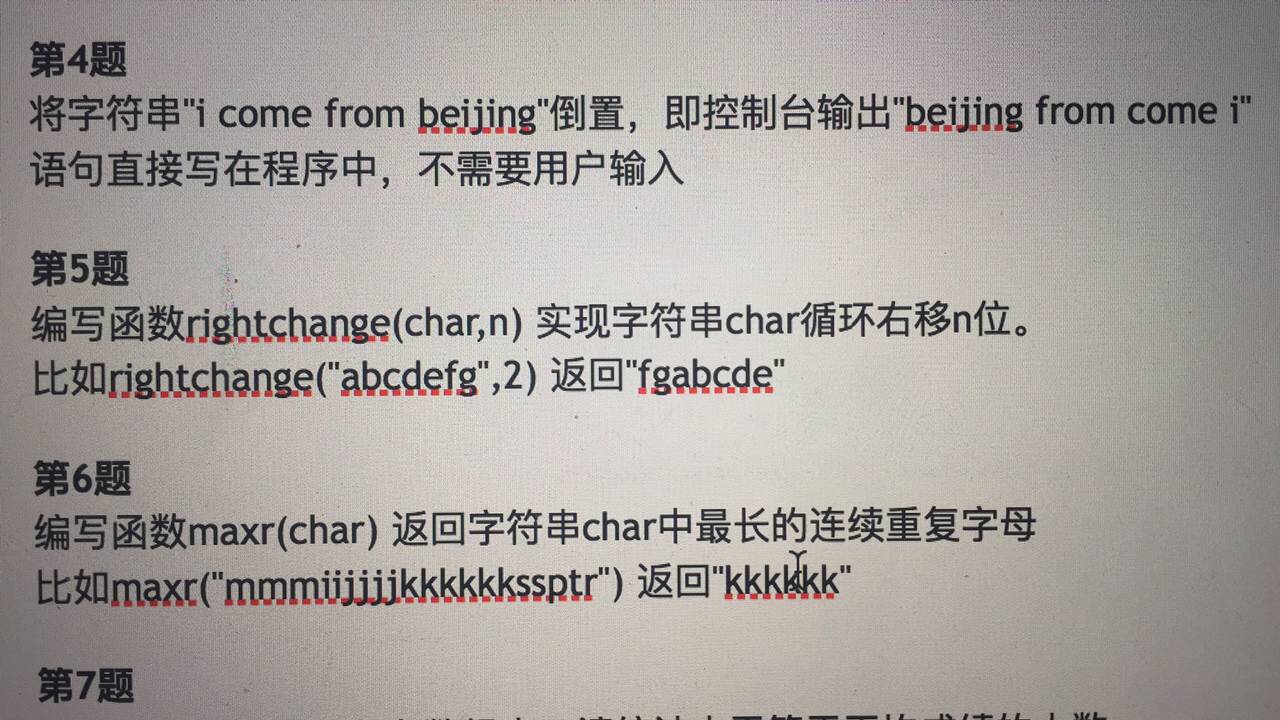 第4题
将字符串"i come from beijing"倒置，即控制台输出"beijing from come i"
语句直接写在程序中，不需要用户输入
第5题
编写函数rightchange(char,n) 实现字符串char循环右移n位。
比如rightchange("abcdefg",2) 返回"fgabcde"
第6题
编写函数maxr(char) 返回字符串char中最长的连续重复字母
比如maxr("mmmiijjjjkkkkkkssptr") 返回"kkkkkk"
第7题